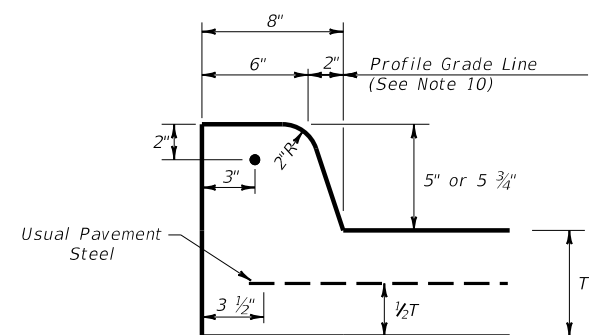 8"
6"
2"
Profile Grade Line
(See Note 10)
2"
2"R
3"
5" or 5 ¾"
Usual Pavement
Steel
T
3 ½"
½T